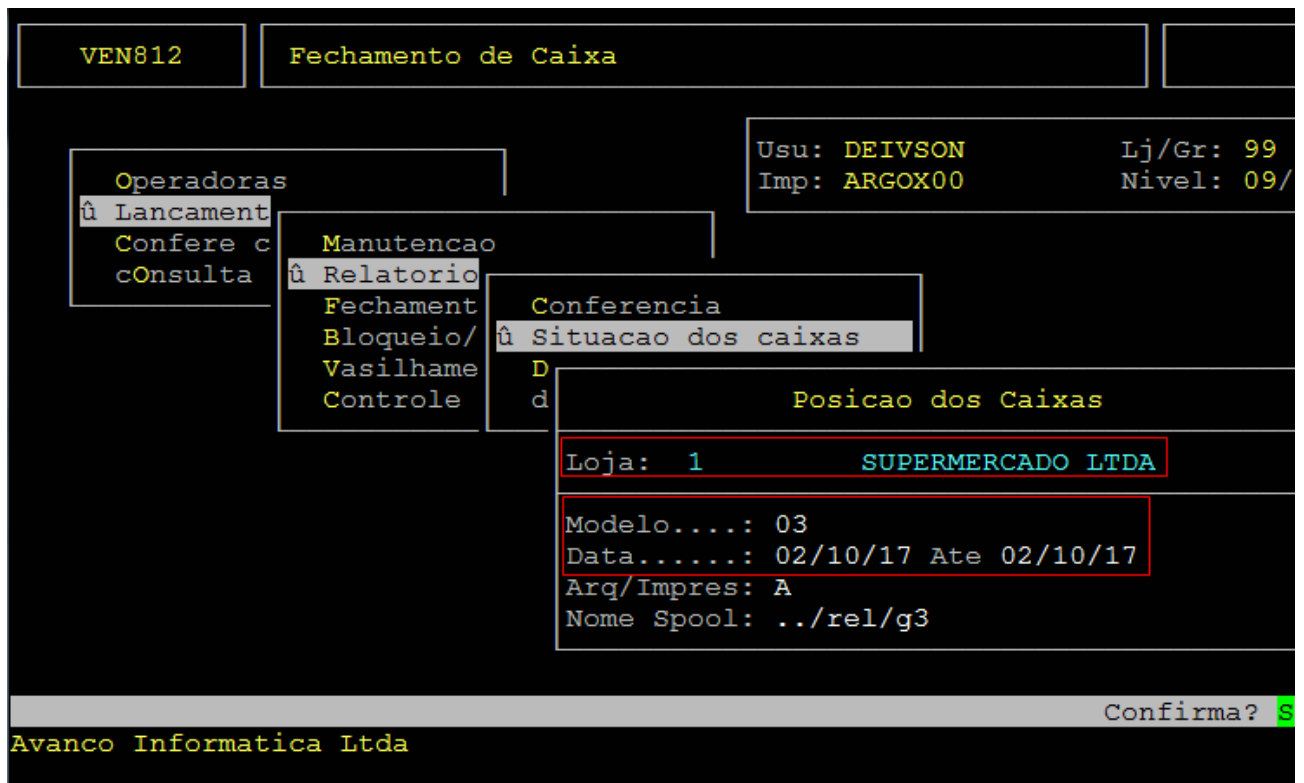 VEN812 Fechamento de Caixa
Usu: DEIVSON Lj/Gr: 99
Imp: ARGOX00 Nivel: 09/
Operadoras
û Lancament
Confere c
cOnsulta
Manutencao
û Relatorio
Fechament
Bloqueio/
Vasilhame
Controle
Conferencia
û Situacao dos caixas
D
d
Posicao dos Caixas
Loja: 1 SUPERMERCADO LTDA
Modelo....: 03
Data......: 02/10/17 Ate 02/10/17
Arq/Impres: A
Nome Spool: ../rel/g3
Confirma? S
Avanco Informatica Ltda